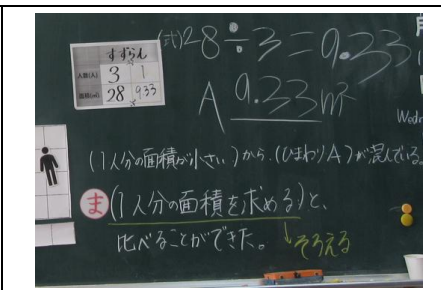 すずらん
人数(人) 3 1
面積(㎡) 28 9.33
(式)28÷3=9.33
A 9.33㎡
Wedn
(1人分の面積が小さい)から、(ひまわりA)が混んでいる。
ま (1人分の面積を求める)と、
比べることができた。
そろえる